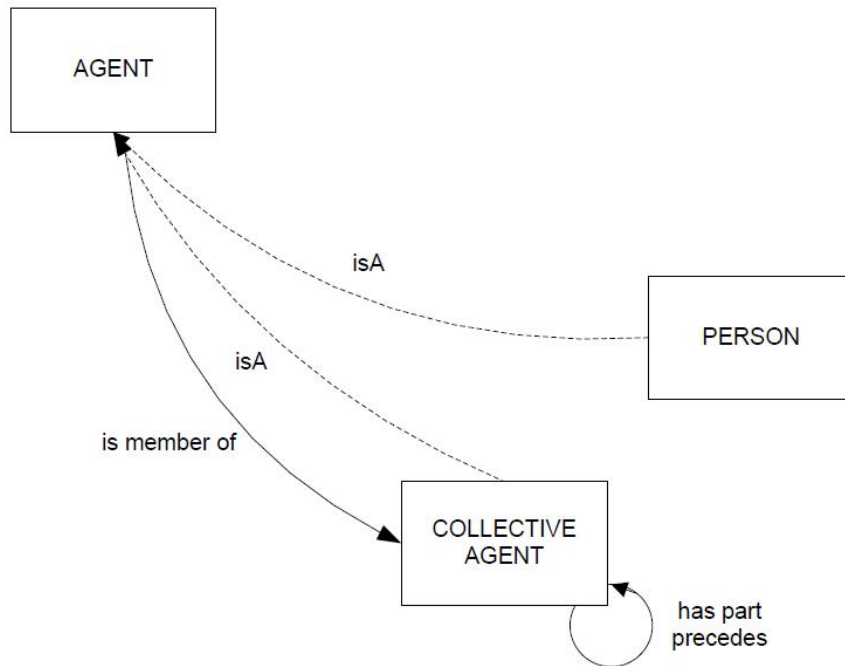 AGENT
isA
PERSON
isA
is member of
COLLECTIVE
AGENT
has part
precedes